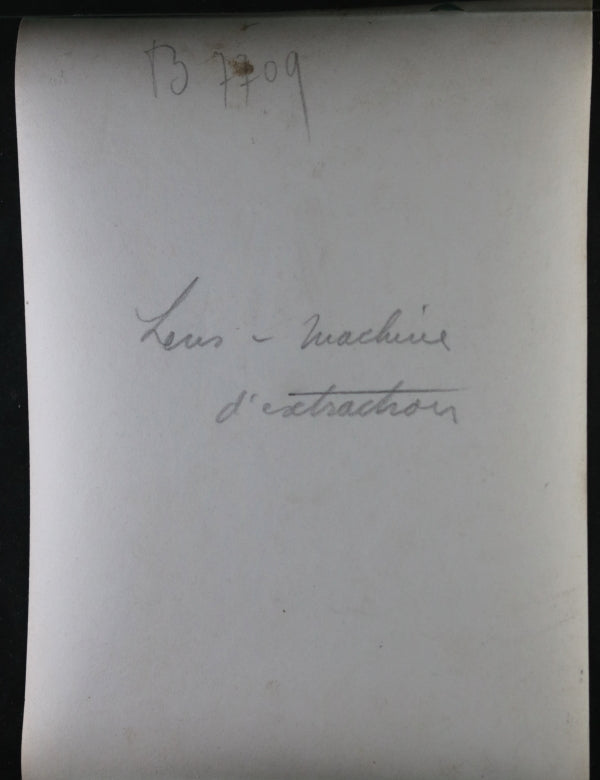 B 7709
Lens - Machine
d'extraction